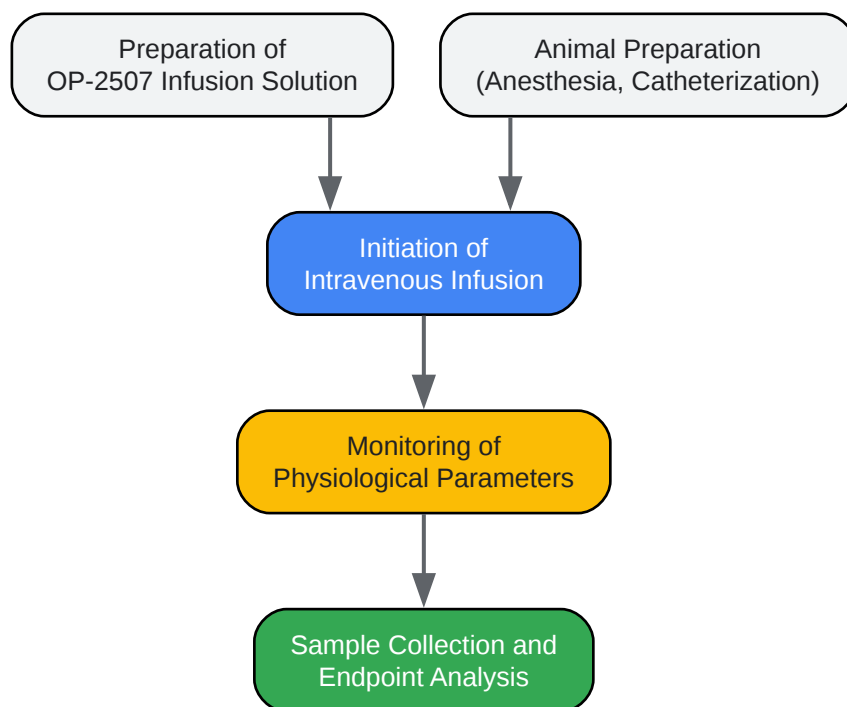 Preparation of
OP-2507 Infusion Solution
Animal Preparation
(Anesthesia, Catheterization)
Initiation of
Intravenous Infusion
Monitoring of
Physiological Parameters
Sample Collection and
Endpoint Analysis